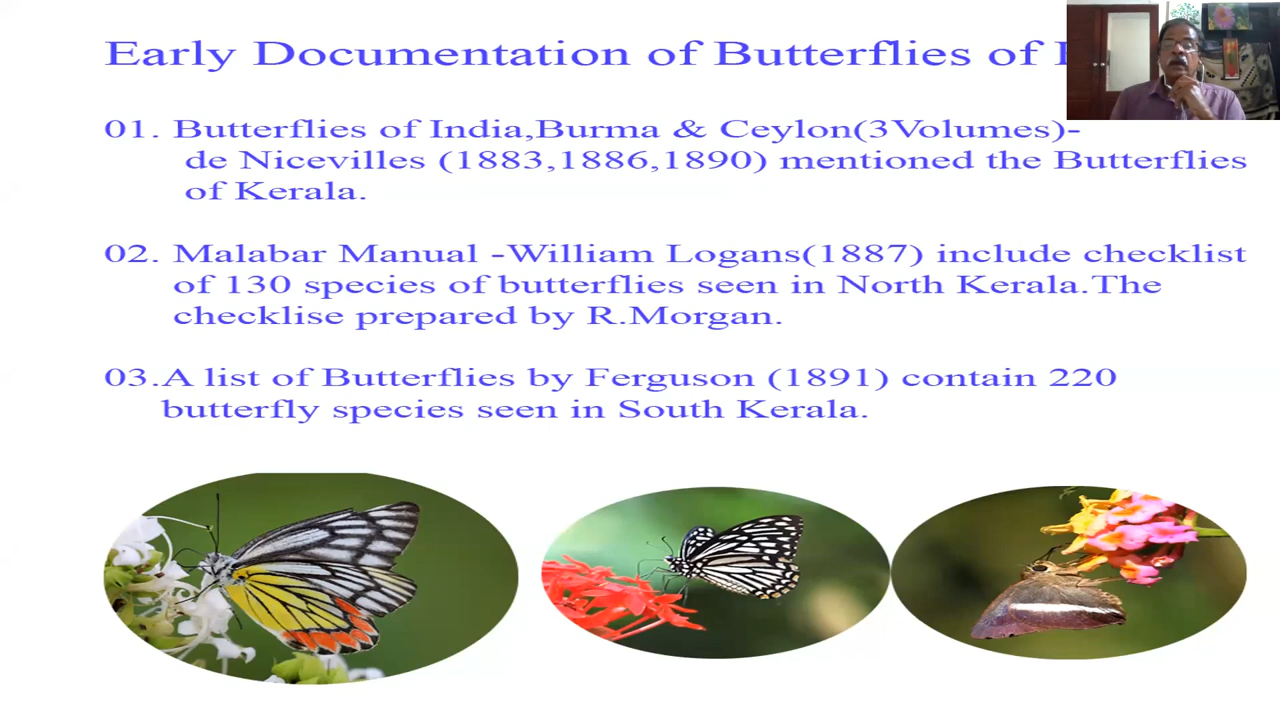 Early Documentation of Butterflies of
01. Butterflies of India,Burma & Ceylon(3Volumes)-
de Nicevilles (1883,1886,1890) mentioned the Butterflies
of Kerala.
02. Malabar Manual -William Logans(1887) include checklist
of 130 species of butterflies seen in North Kerala.The
checklise prepared by R.Morgan.
03.A list of Butterflies by Ferguson (1891) contain 220
butterfly species seen in South Kerala.